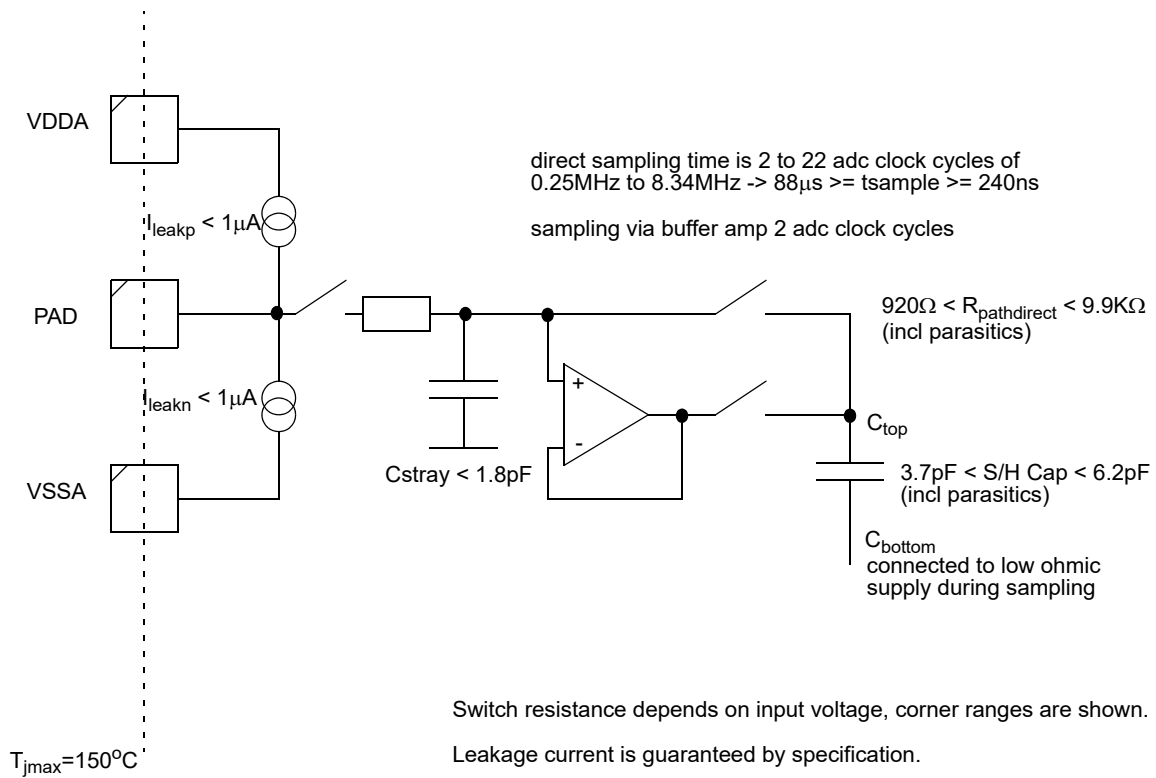 VDDA
direct sampling time is 2 to 22 adc clock cycles of
0.25MHz to 8.34MHz -> 88μs >= tsample >= 240ns
Ileakp < 1μA
sampling via buffer amp 2 adc clock cycles
PAD
920Ω < Rpathdirect < 9.9KΩ
(incl parasitics)
Ileakn < 1μA
+
-
Ctop
Cstray < 1.8pF
3.7pF < S/H Cap < 6.2pF
(incl parasitics)
VSSA
Cbottom
connected to low ohmic
supply during sampling
Switch resistance depends on input voltage, corner ranges are shown.
Leakage current is guaranteed by specification.
Tjmax=150oC